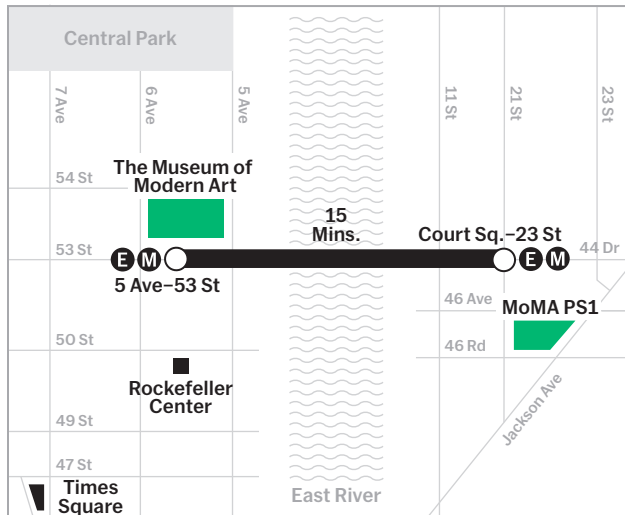 Central Park
7 Ave
6 Ave
5 Ave
11 St
21 St
23 St
The Museum of
Modern Art
54 St
15
Mins.
Court Sq.–23 St
53 St
E M
E M
44 Dr
5 Ave–53 St
46 Ave
MoMA PS1
50 St
46 Rd
Rockefeller
Center
Jackson Ave
49 St
47 St
Times
Square
East River